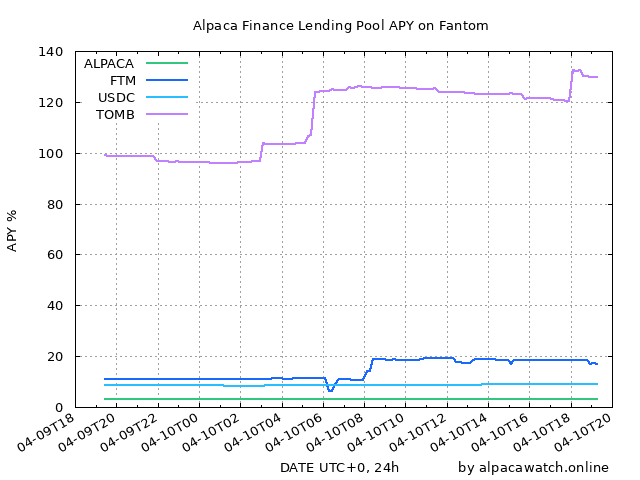 Alpaca Finance Lending Pool APY on Fantom
ALPACA
FTM
USDC
TOMB
APY %
140
120
100
80
60
40
20
0
04-09T18
04-09T20
04-09T22
04-10T00
04-10T02
04-10T04
04-10T06
04-10T08
04-10T10
04-10T12
04-10T14
04-10T16
04-10T18
04-10T20
DATE UTC+0, 24h
by alpacawatch.online